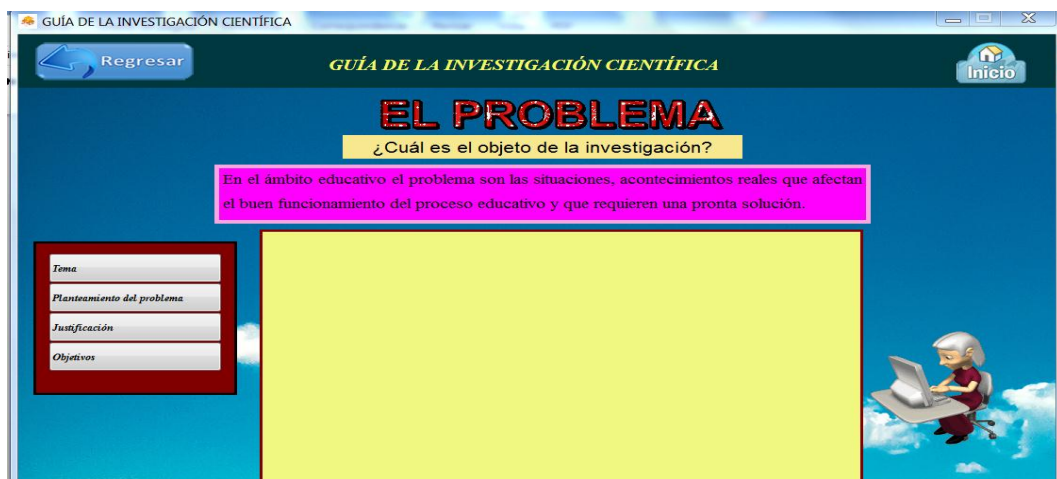 GUÍA DE LA INVESTIGACIÓN CIENTÍFICA
Regresar
GUÍA DE LA INVESTIGACIÓN CIENTÍFICA
Inicio
EL PROBLEMA
¿Cuál es el objeto de la investigación?
En el ámbito educativo el problema son las situaciones, acontecimientos reales que afectan
el buen funcionamiento del proceso educativo y que requieren una pronta solución.
Tema
Planteamiento del problema
Justificación
Objetivos